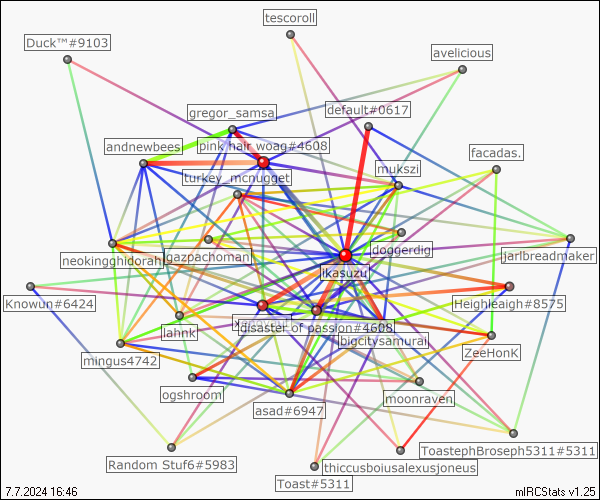 tescoroll
Duck™#9103
avelicious
gregor_samsa
default#0617
andnewbees
pink hair woag#4608
facadas.
turkey_mcnugget
mukszi
neokingghidorah
gazpachoman
doggerdig
jarlbreadmaker
ikasuzu
Knowun#6424
Heighleaigh#8575
lahnk
disaster of passion#4608
bigcitysamurai
mingus4742
ZeeHonK
ogshroom
moonraven
asad#6947
ToastephBroseph5311#5311
Random Stuf6#5983
thiccusboiusalexusjoneus
Toast#5311
7.7.2024 16:46
mIRCStats v1.25